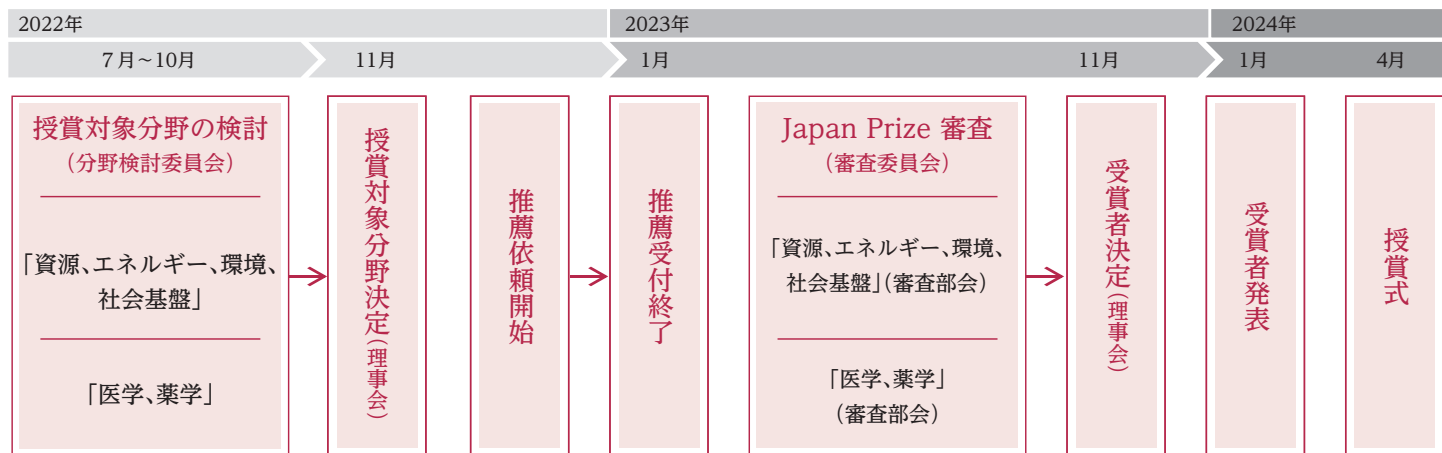 2022年
2023年
2024年
7月~10月
11月
1月
11月
1月
4月
授賞対象分野の検討
(分野検討委員会)
「資源、エネルギー、環境、
社会基盤」
「医学、薬学」
授賞対象分野決定(理事会)
推薦依頼開始
推薦受付終了
Japan Prize 審査
(審査委員会)
「資源、エネルギー、環境、
社会基盤」(審査部会)
「医学、薬学」
(審査部会)
受賞者決定(理事会)
受賞者発表
授賞式